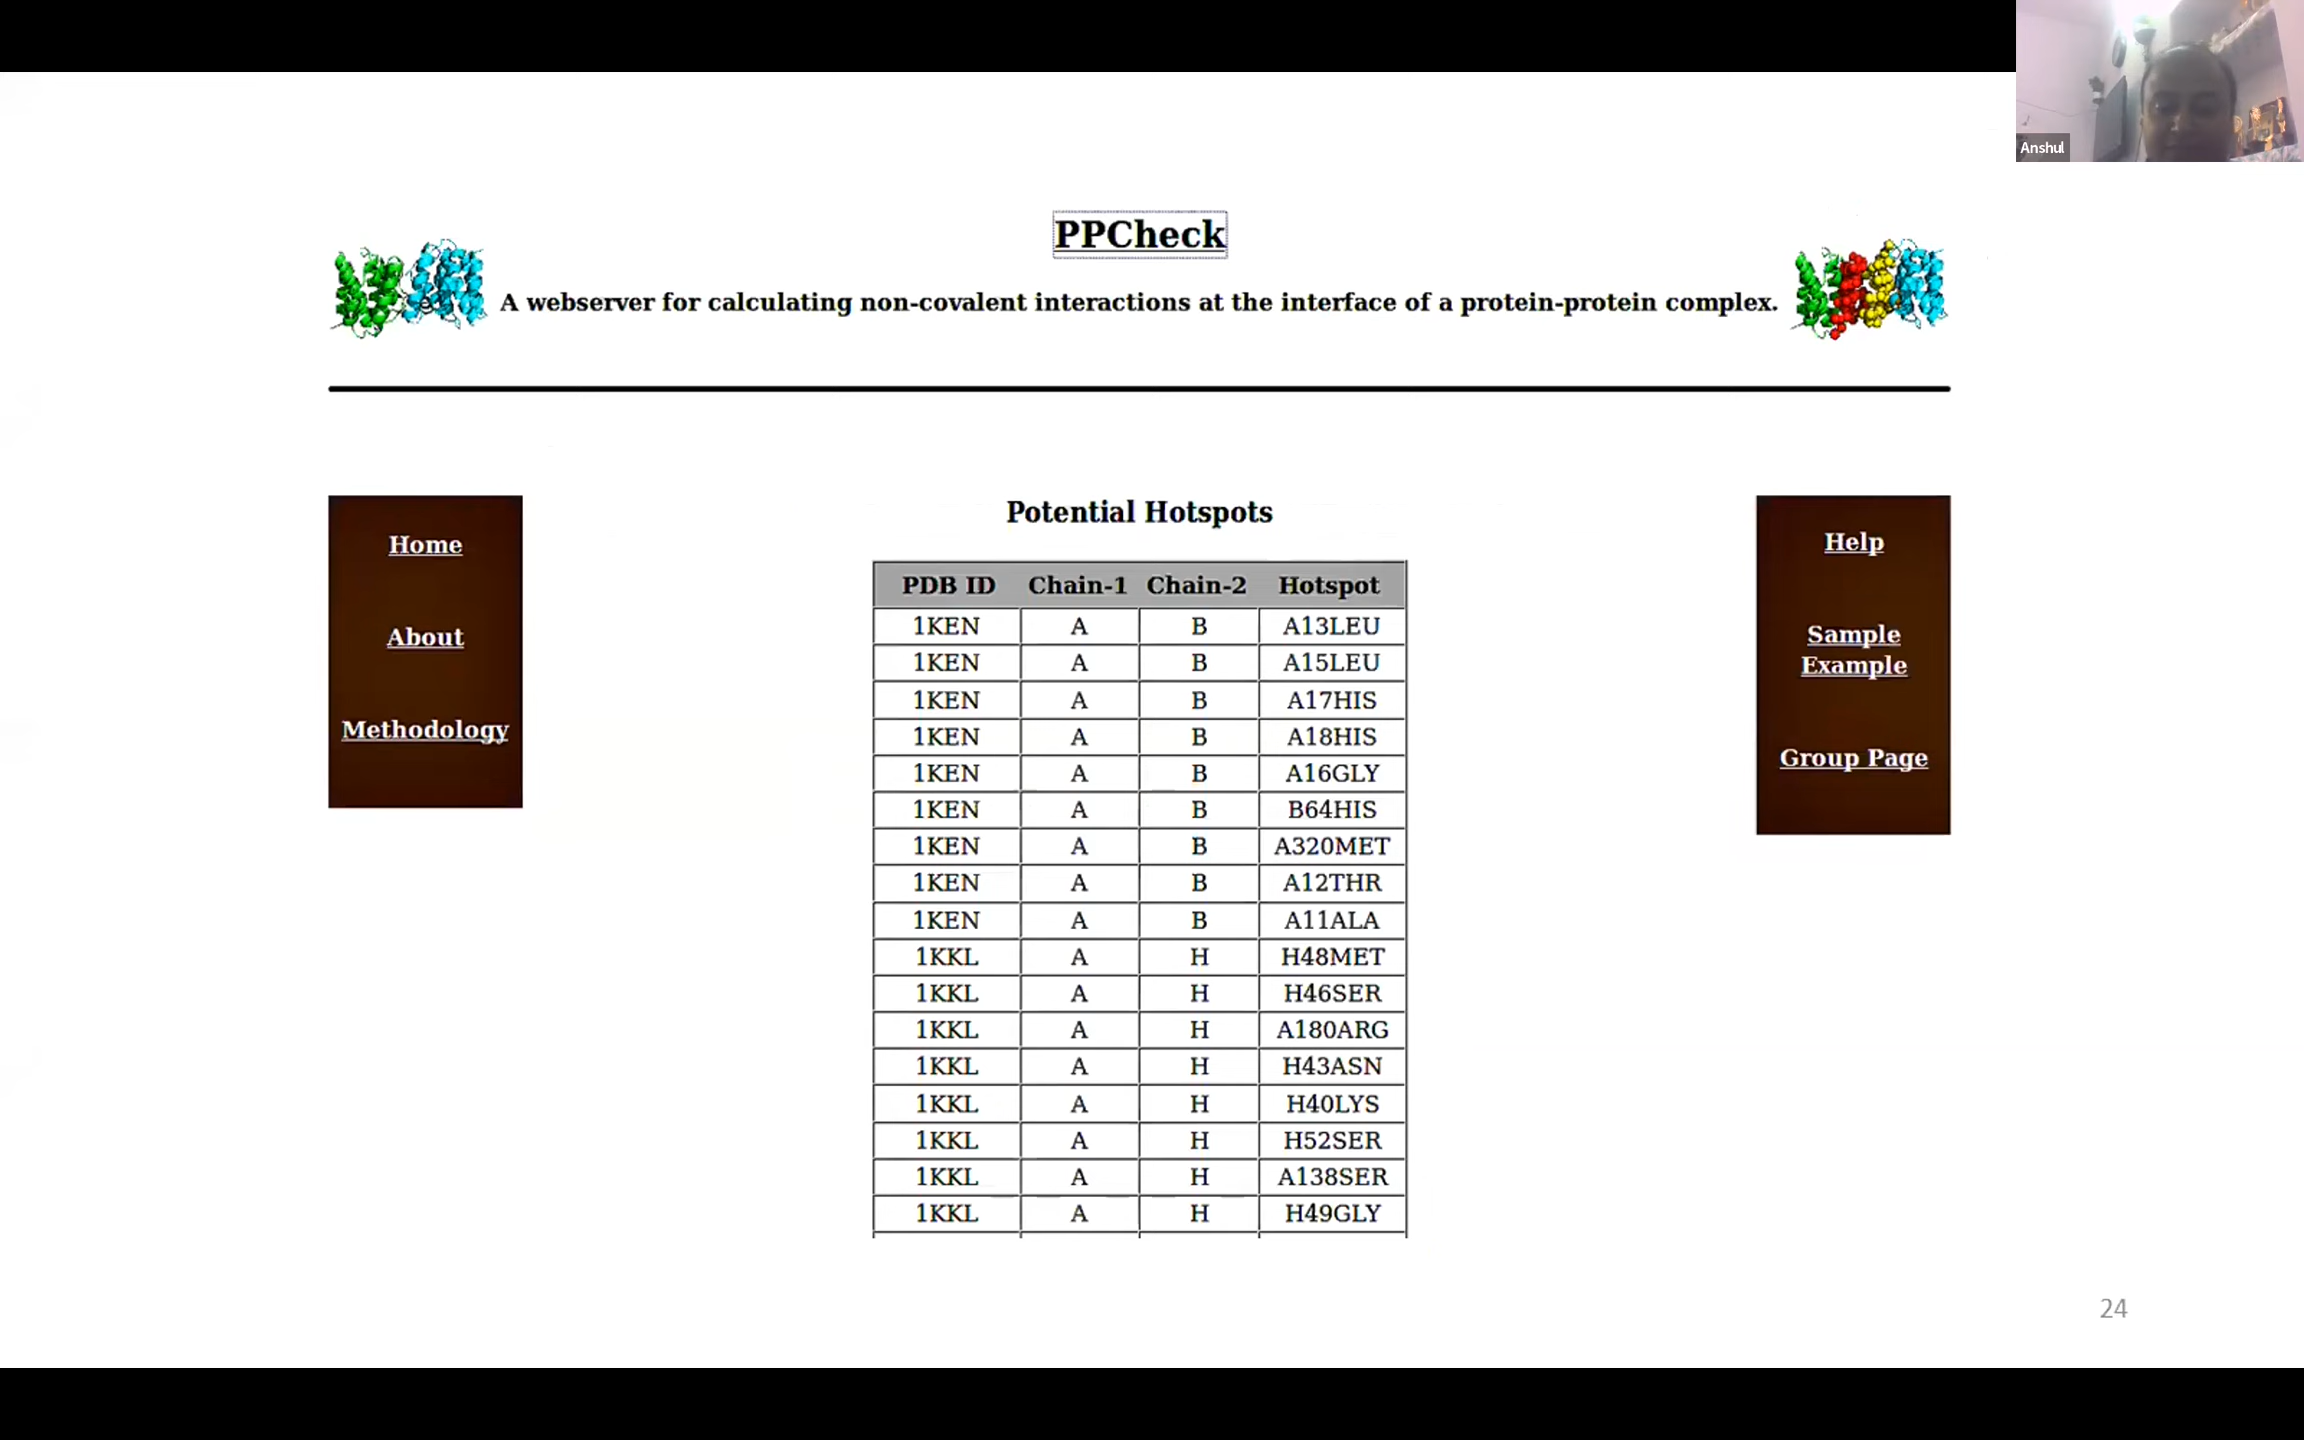 Anshul
PPCheck
A webserver for calculating non-covalent interactions at the interface of a protein-protein complex.
Home
About
Methodology
Potential Hotspots
PDB ID Chain-1 Chain-2 Hotspot
1KEN A B A13LEU
1KEN A B A15LEU
1KEN A B A17HIS
1KEN A B A18HIS
1KEN A B A16GLY
1KEN A B B64HIS
1KEN A B A320MET
1KEN A B A12THR
1KEN A B A11ALA
1KKL A H H48MET
1KKL A H H46SER
1KKL A H A180ARG
1KKL A H H43ASN
1KKL A H H40LYS
1KKL A H H52SER
1KKL A H A138SER
1KKL A H H49GLY
Help
Sample
Example
Group Page
24